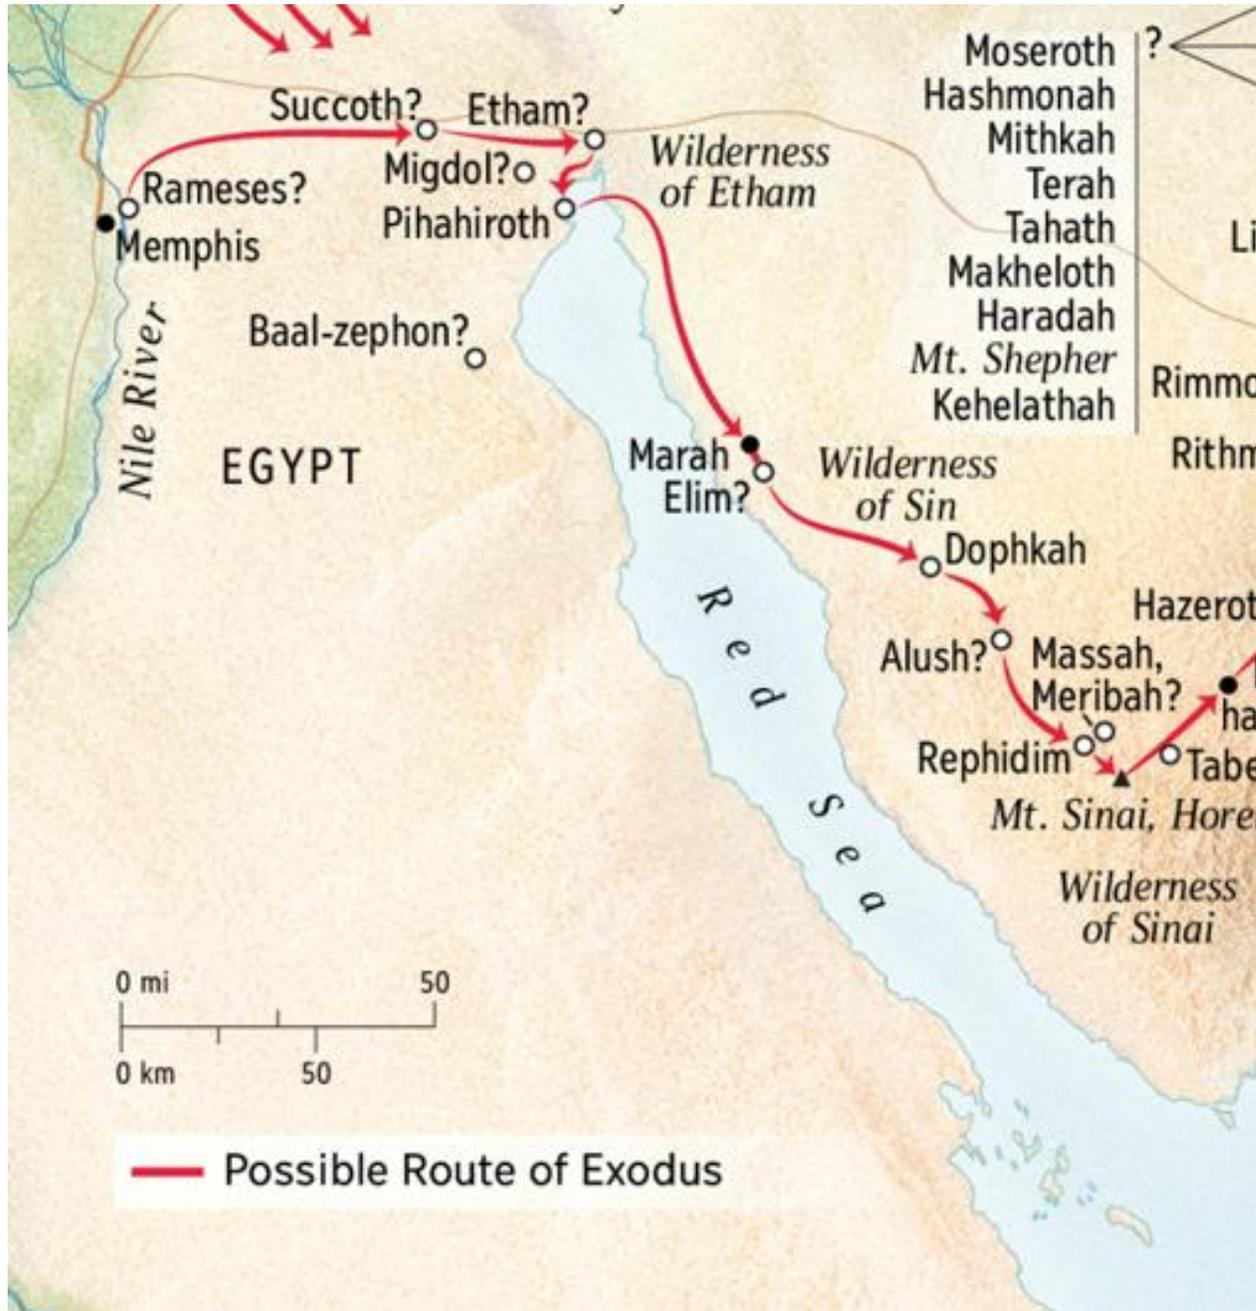 Moseroth
?
Hashmonah
Mithkah
Terah
Tahath
Makheloth
Haradah
Mt. Shepher
Kehelathah
Succoth?
Etham?
Migdol?
Wilderness
of Etham
Rameses?
Pihahiroth
Memphis
Li
Baal-zephon?
Nile River
EGYPT
Rimmo
Rithm
Marah
Elim?
Wilderness
of Sin
Dophkah
Red Sea
Hazerot
Alush?
Massah,
Meribah?
ha
Rephidim
Tabe
Mt. Sinai, Hore
Wilderness
of Sinai
0 mi 50
0 km 50
Possible Route of Exodus